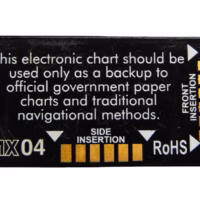 his electronic chart should be
used only as a backup to
official government paper
charts and traditional
navigational methods.
FRONT
INSERTION
SIDE
INSERTION
MX04
RoHS